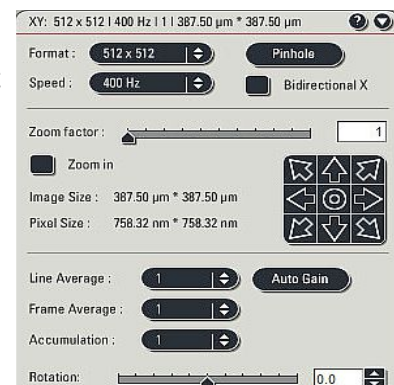 XY: 512 x 512 | 400 Hz | 1 | 387.50 µm * 387.50 µm
Format : 512 x 512 Pinhole
Speed : 400 Hz Bidirectional X
Zoom factor : 1
Zoom in
Image Size : 387.50 µm * 387.50 µm
Pixel Size : 758.32 nm * 758.32 nm
Line Average : 1 Auto Gain
Frame Average : 1
Accumulation : 1
Rotation: 0.0